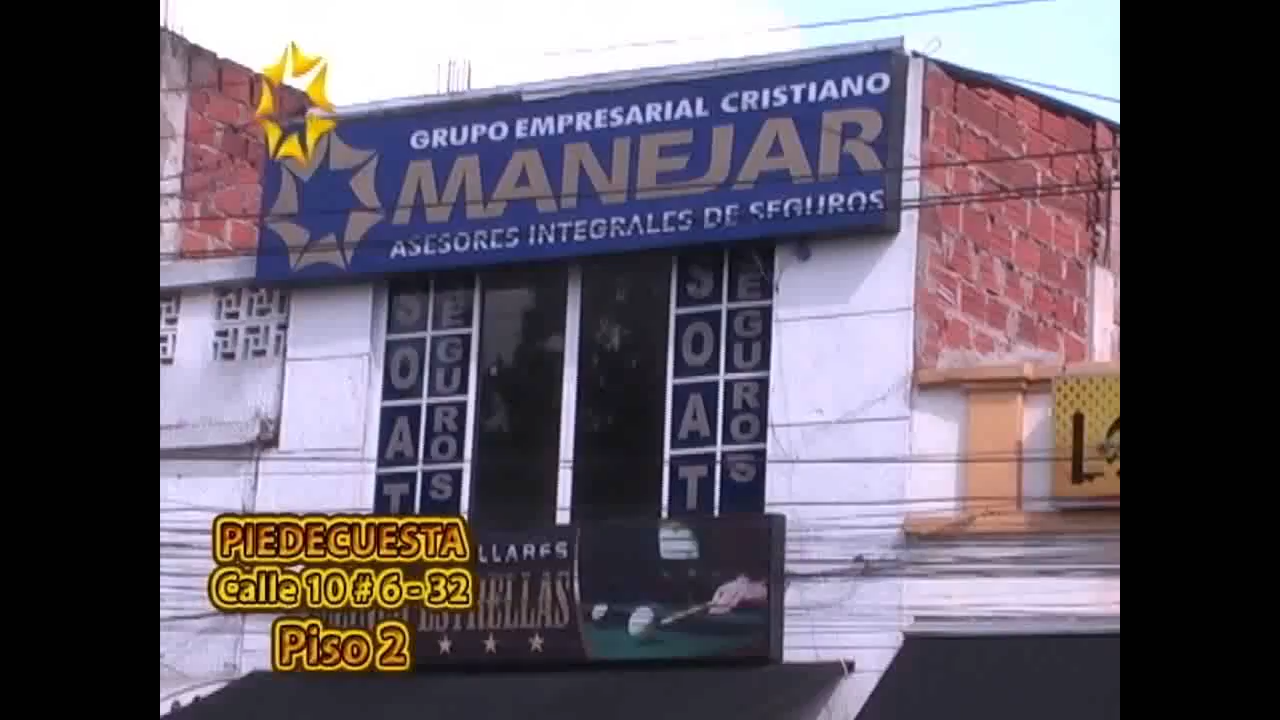 GRUPO EMPRESARIAL CRISTIANO
MANEJAR
ASESORES INTEGRALES DE SEGUROS
SOAT
SEGUROS
SOAT
SEGUROS
PIEDECUESTA
Calle 10 # 6 - 32
Piso 2